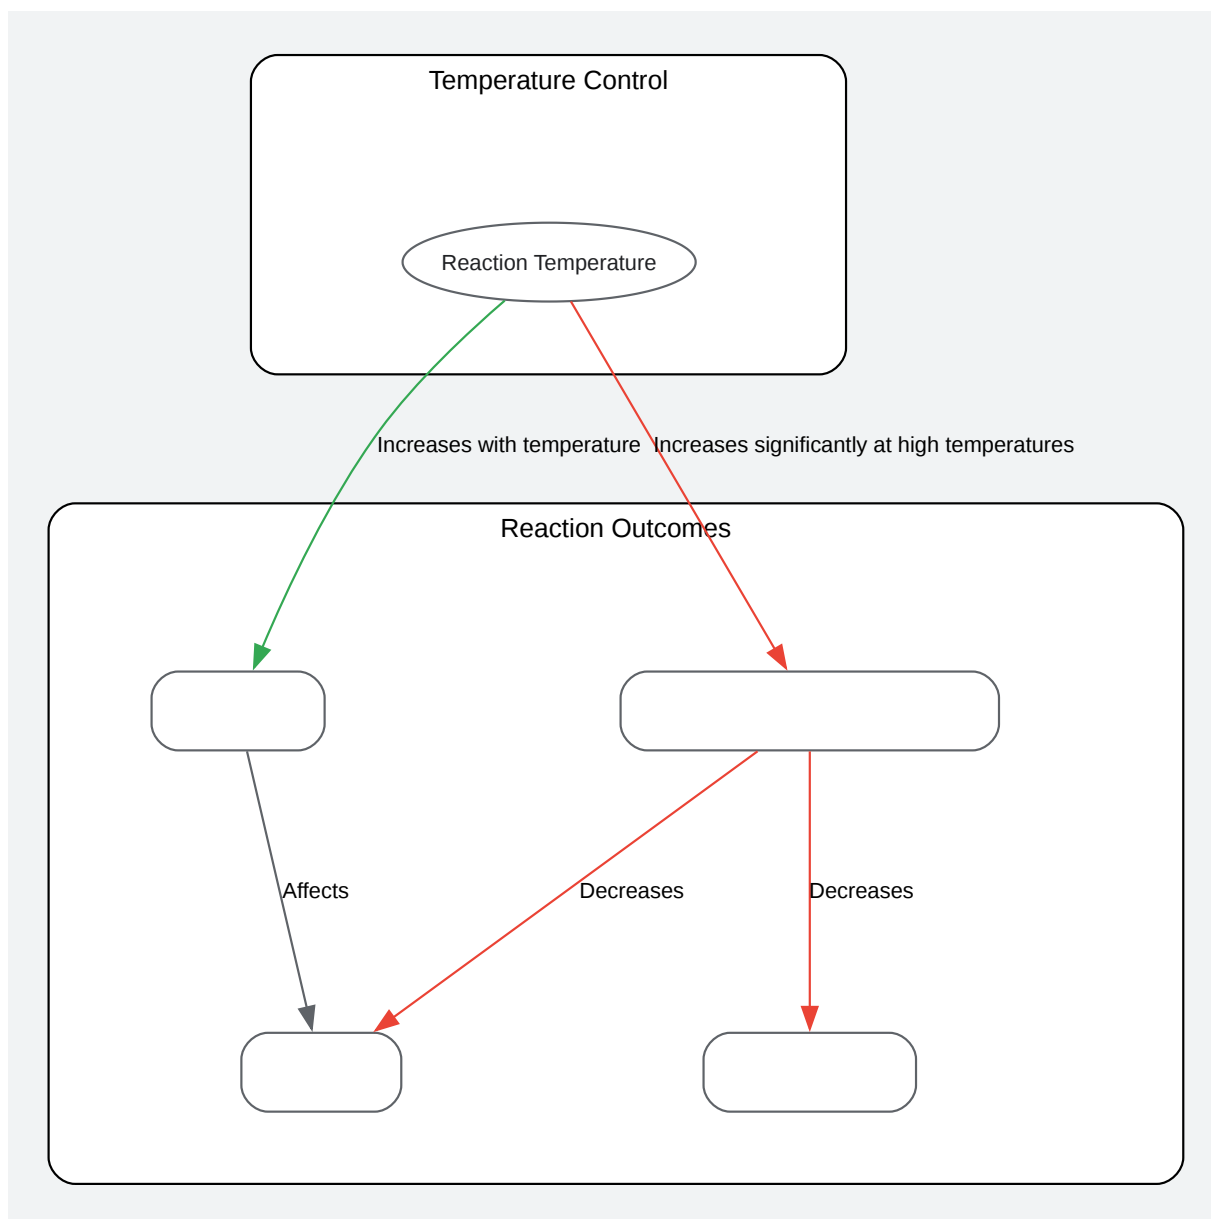 Temperature Control
Reaction Temperature
Increases with temperature
Increases significantly at high temperatures
Reaction Outcomes
Affects
Decreases
Decreases